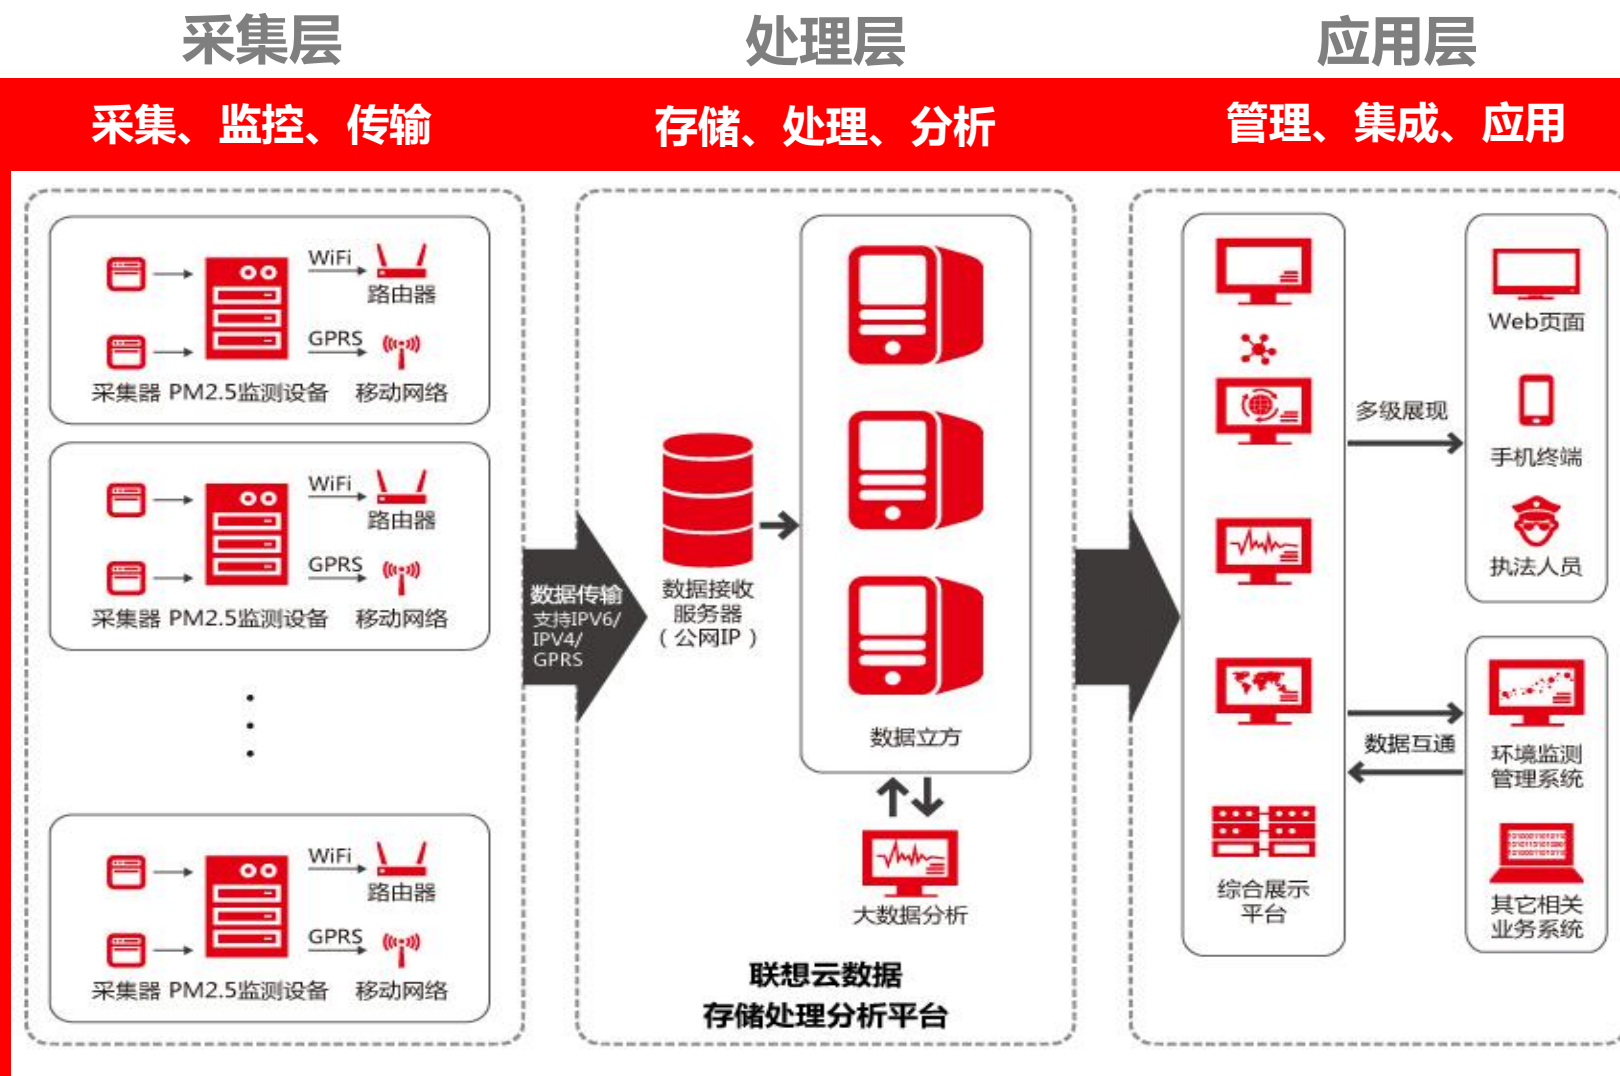 采集层
处理层
应用层
采集、监控、传输
存储、处理、分析
管理、集成、应用
WiFi
路由器
GPRS
采集器 PM2.5监测设备 移动网络
WiFi
路由器
GPRS
采集器 PM2.5监测设备 移动网络
WiFi
路由器
GPRS
采集器 PM2.5监测设备 移动网络
数据传输
支持IPV6/
IPV4/
GPRS
数据接收
服务器
（公网IP）
数据立方
大数据分析
联想云数据
存储处理分析平台
综合展示
平台
多级展现
数据互通
Web页面
手机终端
执法人员
环境监测
管理系统
其它相关
业务系统